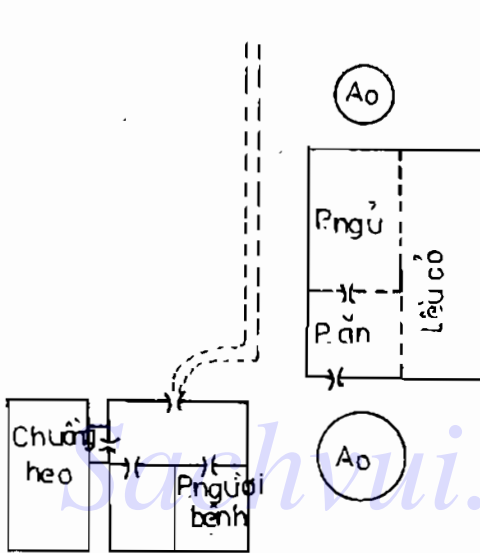 Ao
P.ngủ
Lều cỏ
P. ăn
Chuồng
heo
Ao
P.người
bệnh
Sachvui.